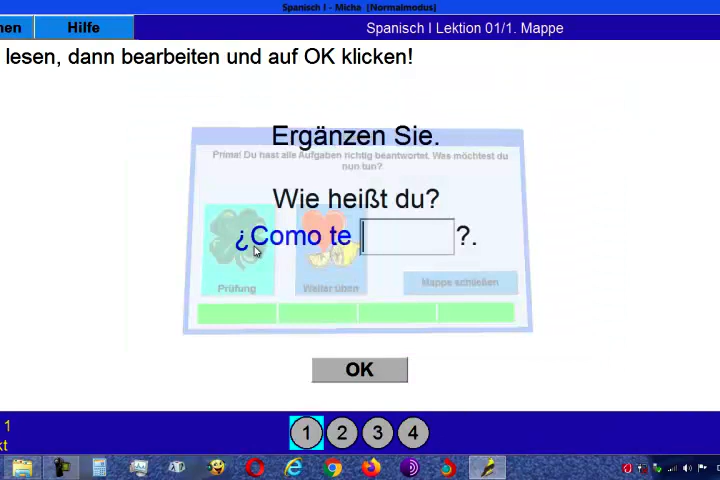 Spanisch I - Micha (Normalmodus)
Hilfe
Spanisch I Lektion 01/1. Mappe
lesen, dann bearbeiten und auf OK klicken!
Ergänzen Sie.
Prima! Du hast alle Aufgaben richtig beantwortet. Was möchtest du
nun tun?
Wie heißt du?
¿Como te ?.
Prüfung
Weiter üben
Mappe schließen
OK
1
1 2 3 4